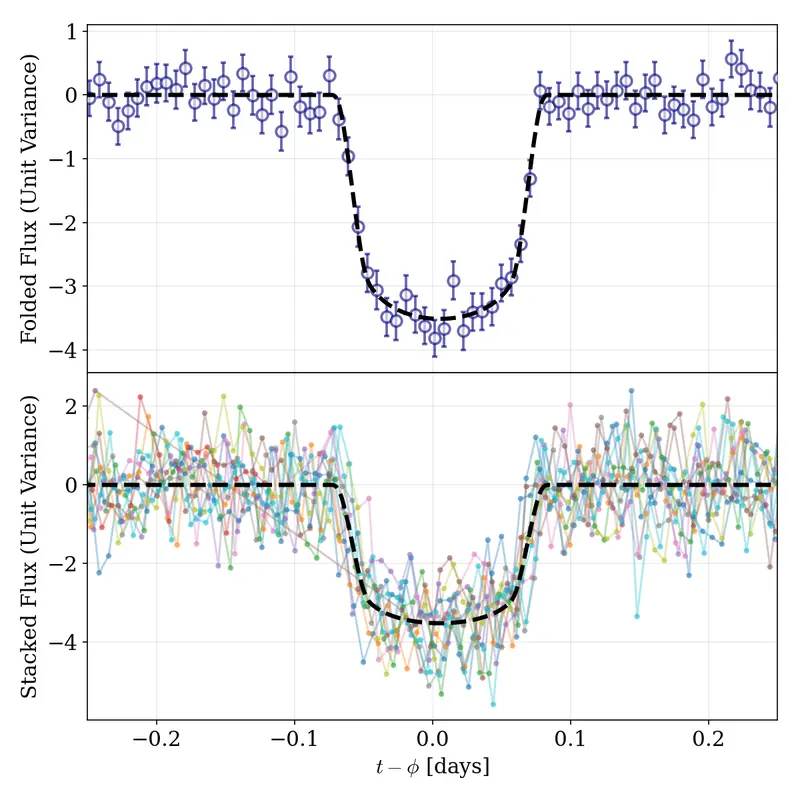 Folded Flux (Unit Variance)
1
0
−1
−2
−3
−4
Stacked Flux (Unit Variance)
2
0
−2
−4
−0.2 −0.1 0.0 0.1 0.2
t − ϕ [days]